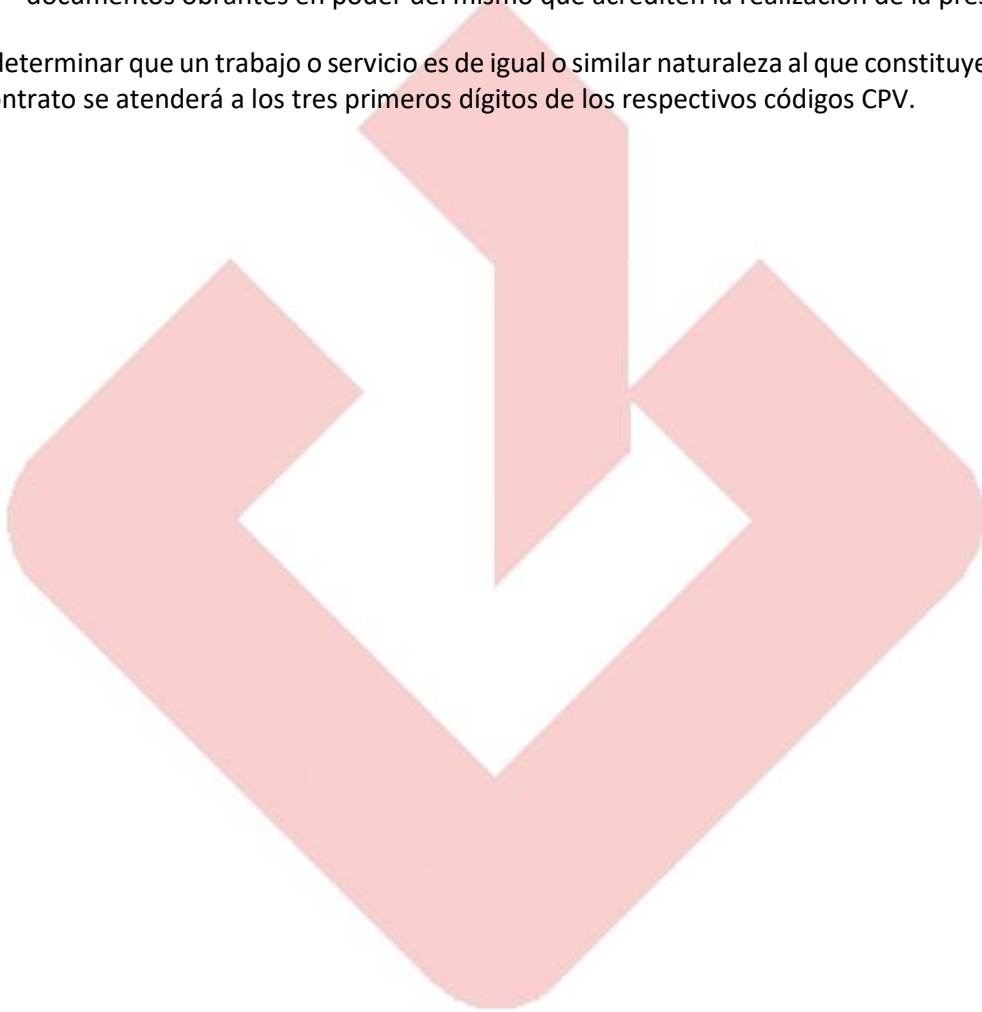 documentos obrantes en poder del mismo que acrediten la realización de la pres
determinar que un trabajo o servicio es de igual o similar naturaleza al que constituye
ontrato se atenderá a los tres primeros dígitos de los respectivos códigos CPV.